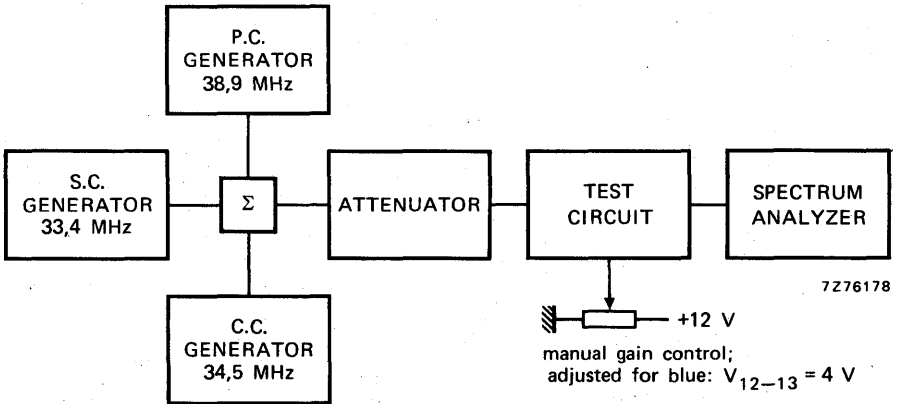 P.C.
GENERATOR
38,9 MHz
S.C.
GENERATOR
33,4 MHz
Σ
ATTENUATOR
TEST
CIRCUIT
SPECTRUM
ANALYZER
7Z76178
C.C.
GENERATOR
34,5 MHz
+12 V
manual gain control;
adjusted for blue: V12–13 = 4 V